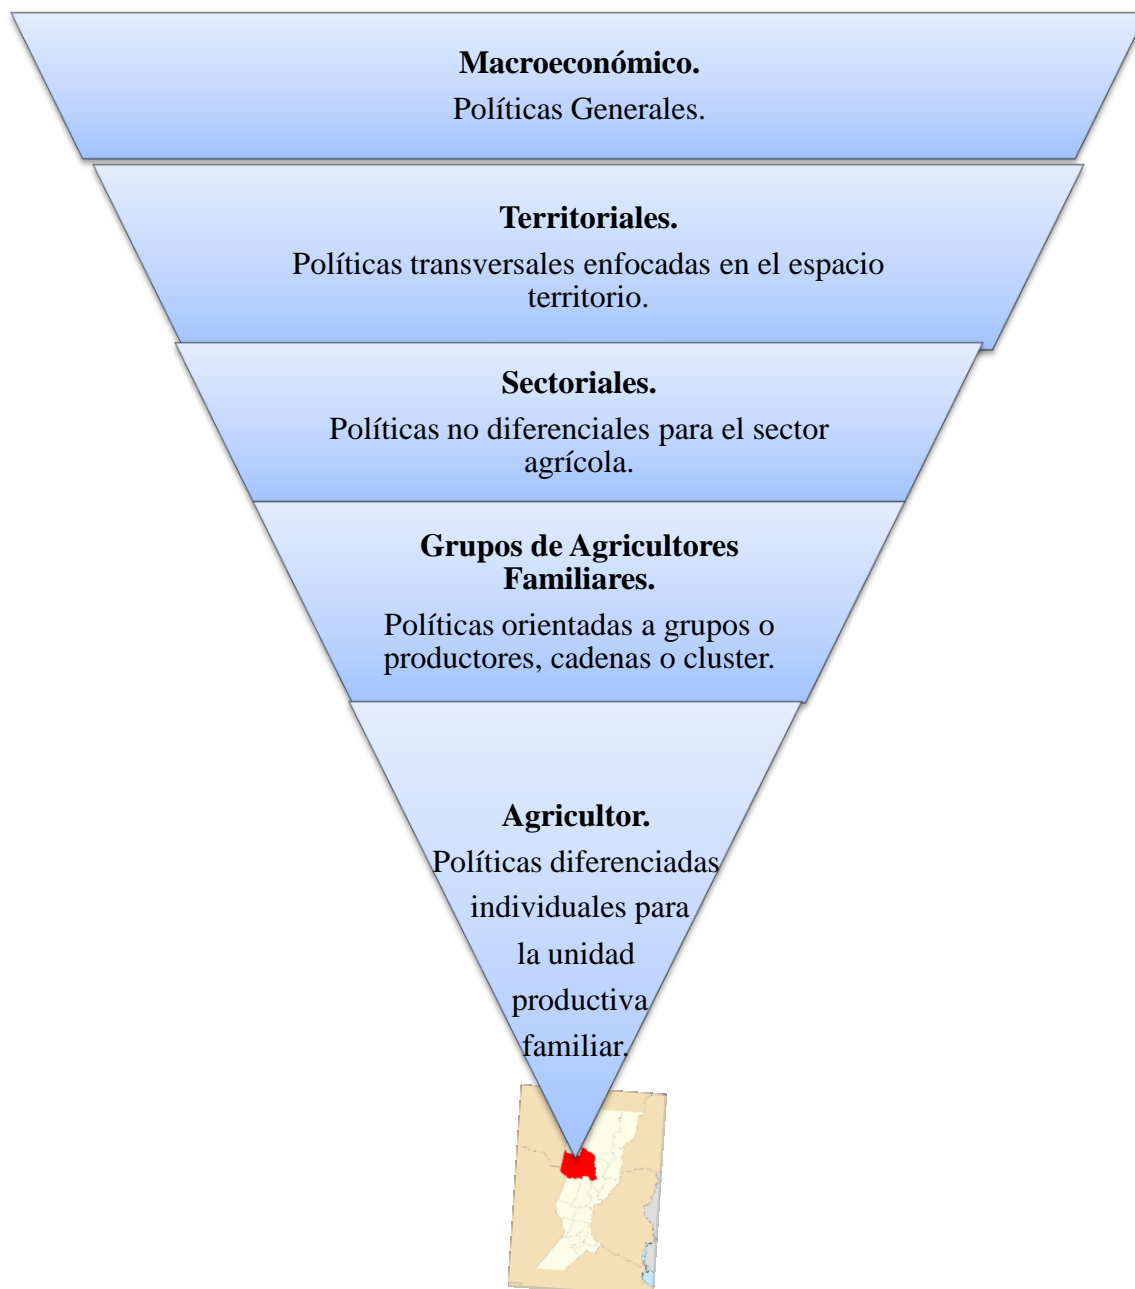 Macroeconómico.
Políticas Generales.
Territoriales.
Políticas transversales enfocadas en el espacio
territorio.
Sectoriales.
Políticas no diferenciales para el sector
agrícola.
Grupos de Agricultores
Familiares.
Políticas orientadas a grupos o
productores, cadenas o cluster.
Agricultor.
Políticas diferenciadas
individuales para
la unidad
productiva
familiar.